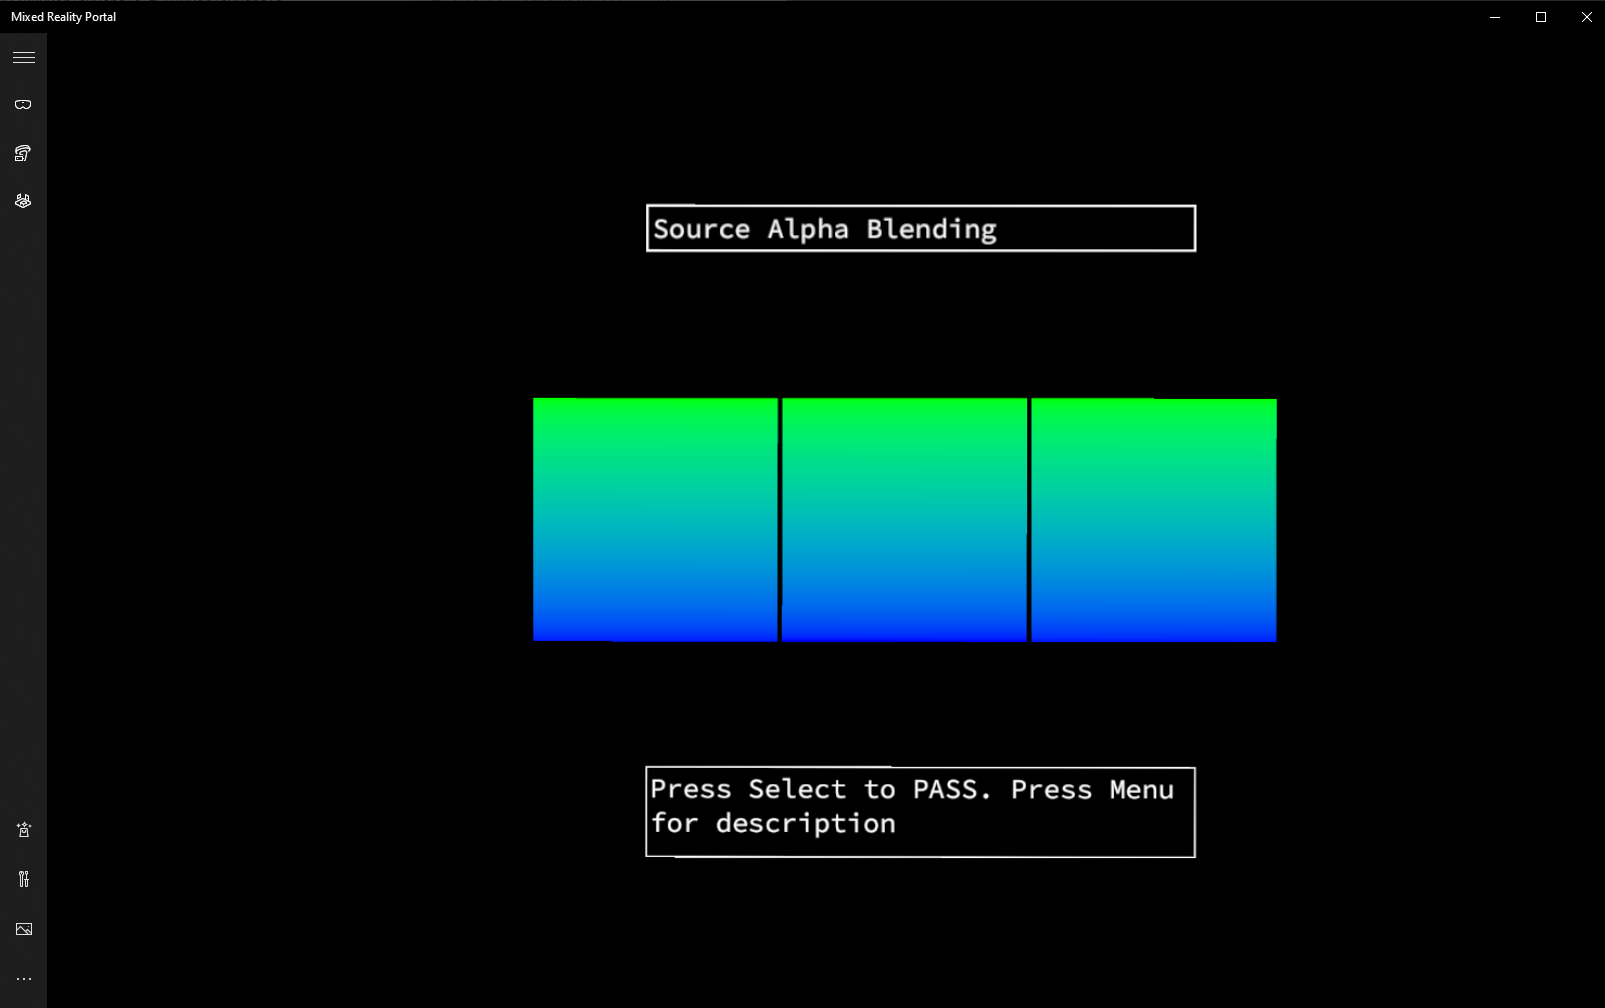 Mixed Reality Portal
Source Alpha Blending
Press Select to PASS. Press Menu
for description